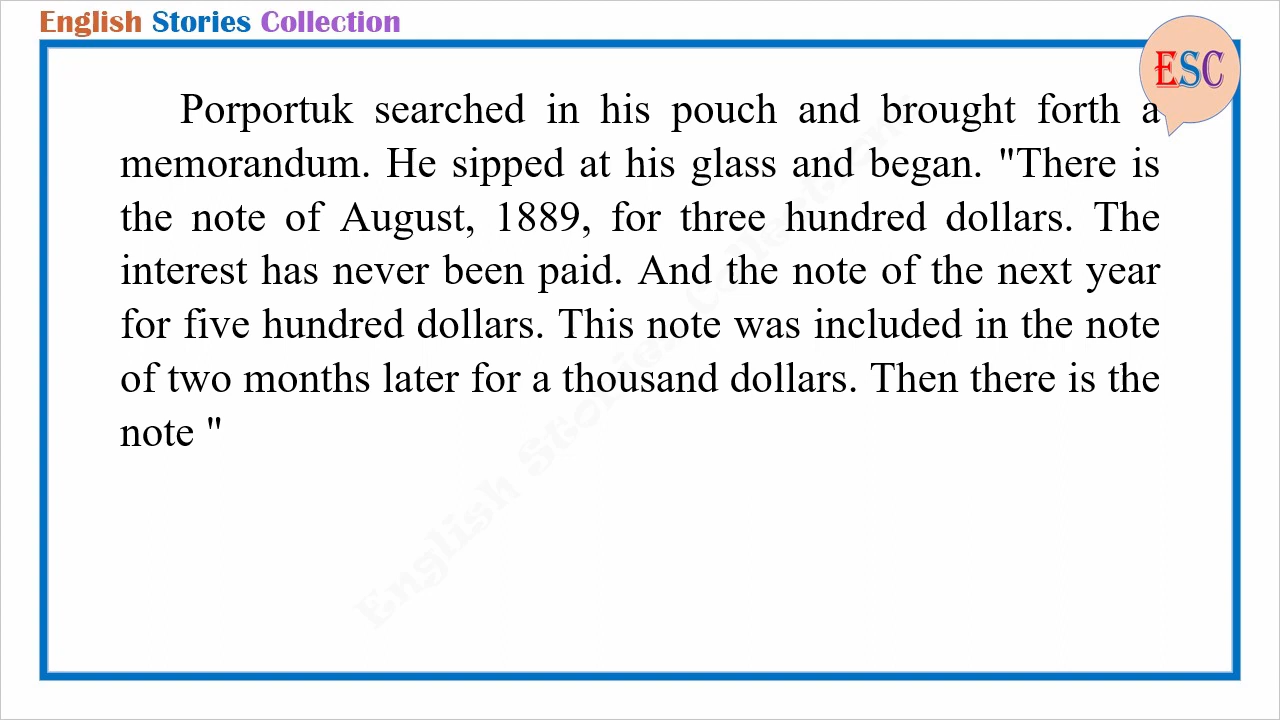 English Stories Collection
ESC
Porportuk searched in his pouch and brought forth a
memorandum. He sipped at his glass and began. "There is
the note of August, 1889, for three hundred dollars. The
interest has never been paid. And the note of the next year
for five hundred dollars. This note was included in the note
of two months later for a thousand dollars. Then there is the
note "
English Stories Collection